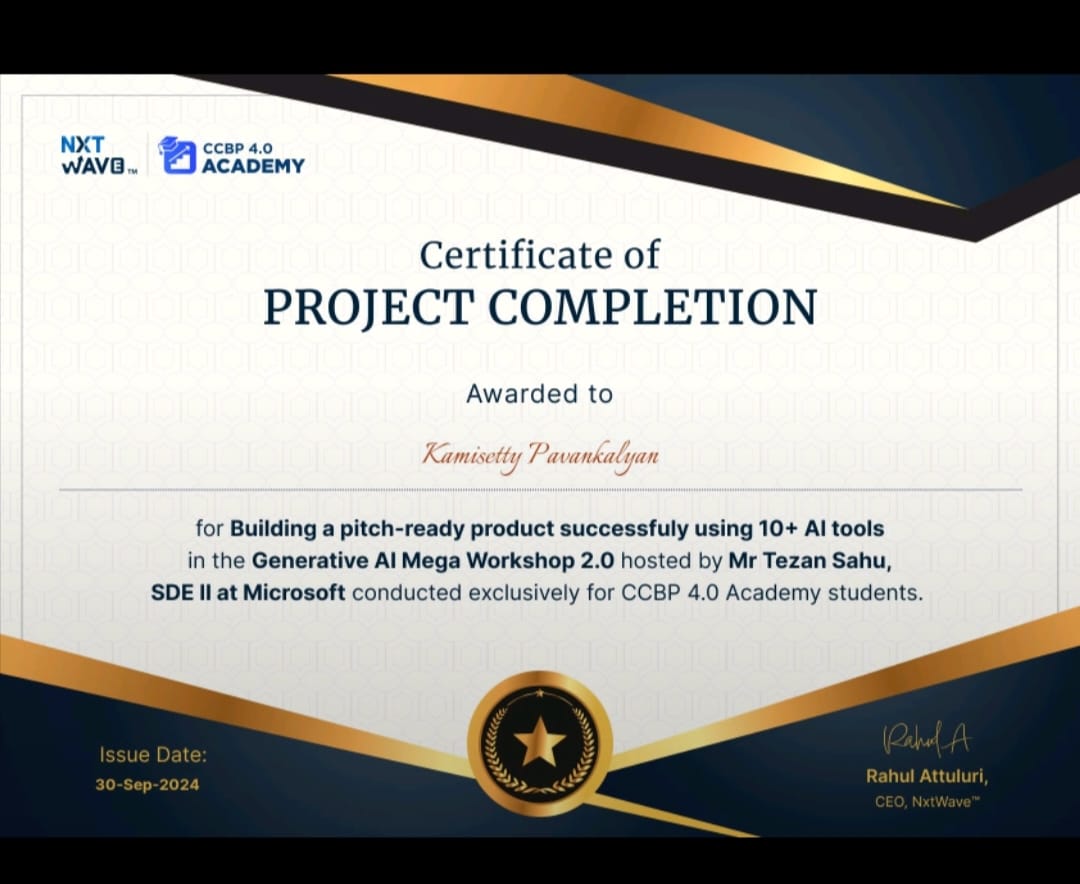 NXT
WAVE™
CCBP 4.0
ACADEMY
Certificate of
PROJECT COMPLETION
Awarded to
Kamisetty Pavankalyan
for Building a pitch-ready product successfuly using 10+ AI tools
in the Generative AI Mega Workshop 2.0 hosted by Mr Tezan Sahu,
SDE II at Microsoft conducted exclusively for CCBP 4.0 Academy students.
Issue Date:
30-Sep-2024
Rahul A
Rahul Attuluri,
CEO, NxtWave™